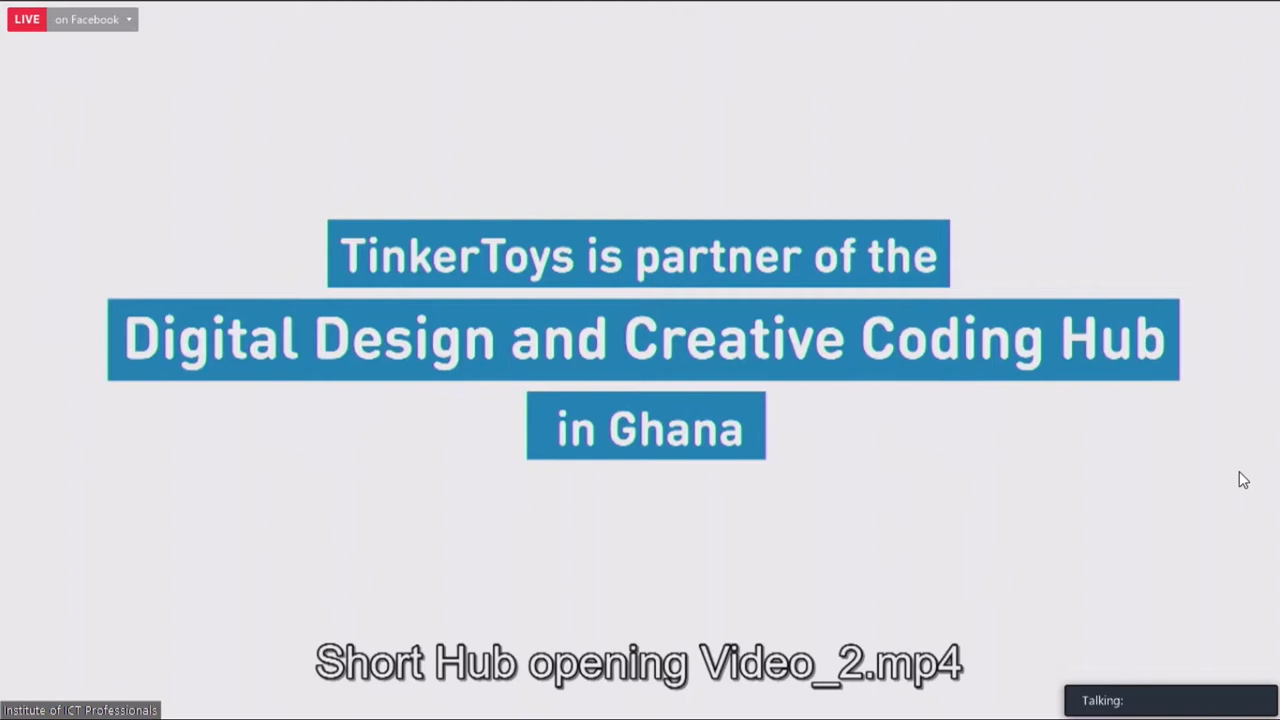 LIVE on Facebook
TinkerToys is partner of the
Digital Design and Creative Coding Hub
in Ghana
Short Hub opening Video_2.mp4
Institute of ICT Professionals
Talking: